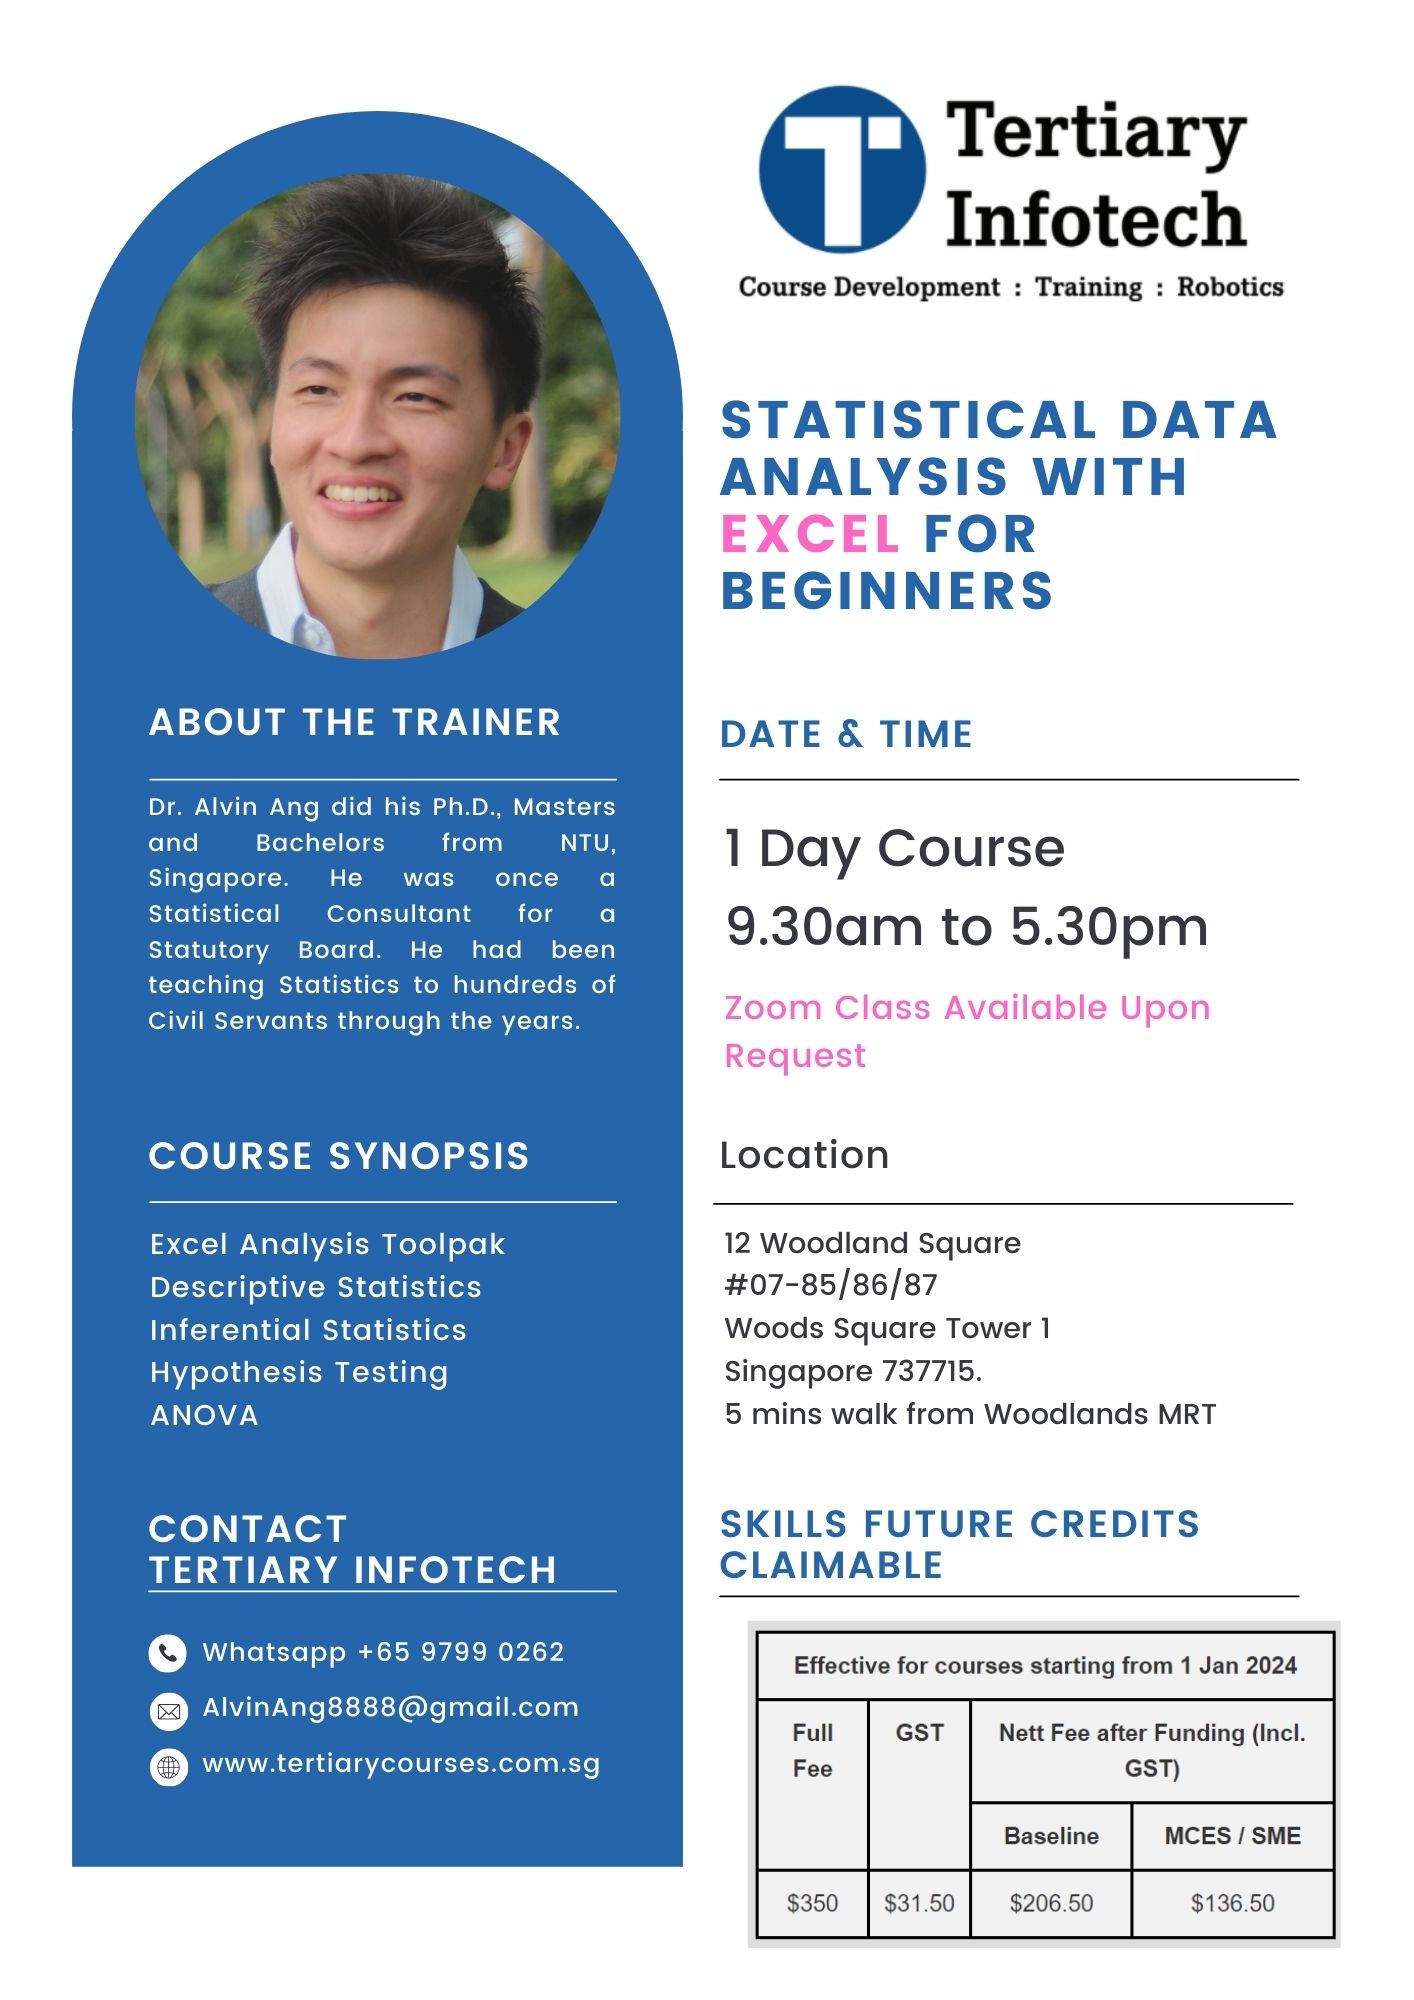 Tertiary
Infotech
Course Development : Training : Robotics
STATISTICAL DATA
ANALYSIS WITH
EXCEL FOR
BEGINNERS
ABOUT THE TRAINER
Dr. Alvin Ang did his Ph.D., Masters
and Bachelors from NTU,
Singapore. He was once a
Statistical Consultant for a
Statutory Board. He had been
teaching Statistics to hundreds of
Civil Servants through the years.
COURSE SYNOPSIS
Excel Analysis Toolpak
Descriptive Statistics
Inferential Statistics
Hypothesis Testing
ANOVA
CONTACT
TERTIARY INFOTECH
Whatsapp +65 9799 0262
AlvinAng8888@gmail.com
www.tertiarycourses.com.sg
DATE & TIME
1 Day Course
9.30am to 5.30pm
Zoom Class Available Upon
Request
Location
12 Woodland Square
#07-85/86/87
Woods Square Tower 1
Singapore 737715.
5 mins walk from Woodlands MRT
SKILLS FUTURE CREDITS
CLAIMABLE
Effective for courses starting from 1 Jan 2024
Full
Fee
GST
Nett Fee after Funding (Incl.
GST)
Baseline
MCES / SME
$350
$31.50
$206.50
$136.50